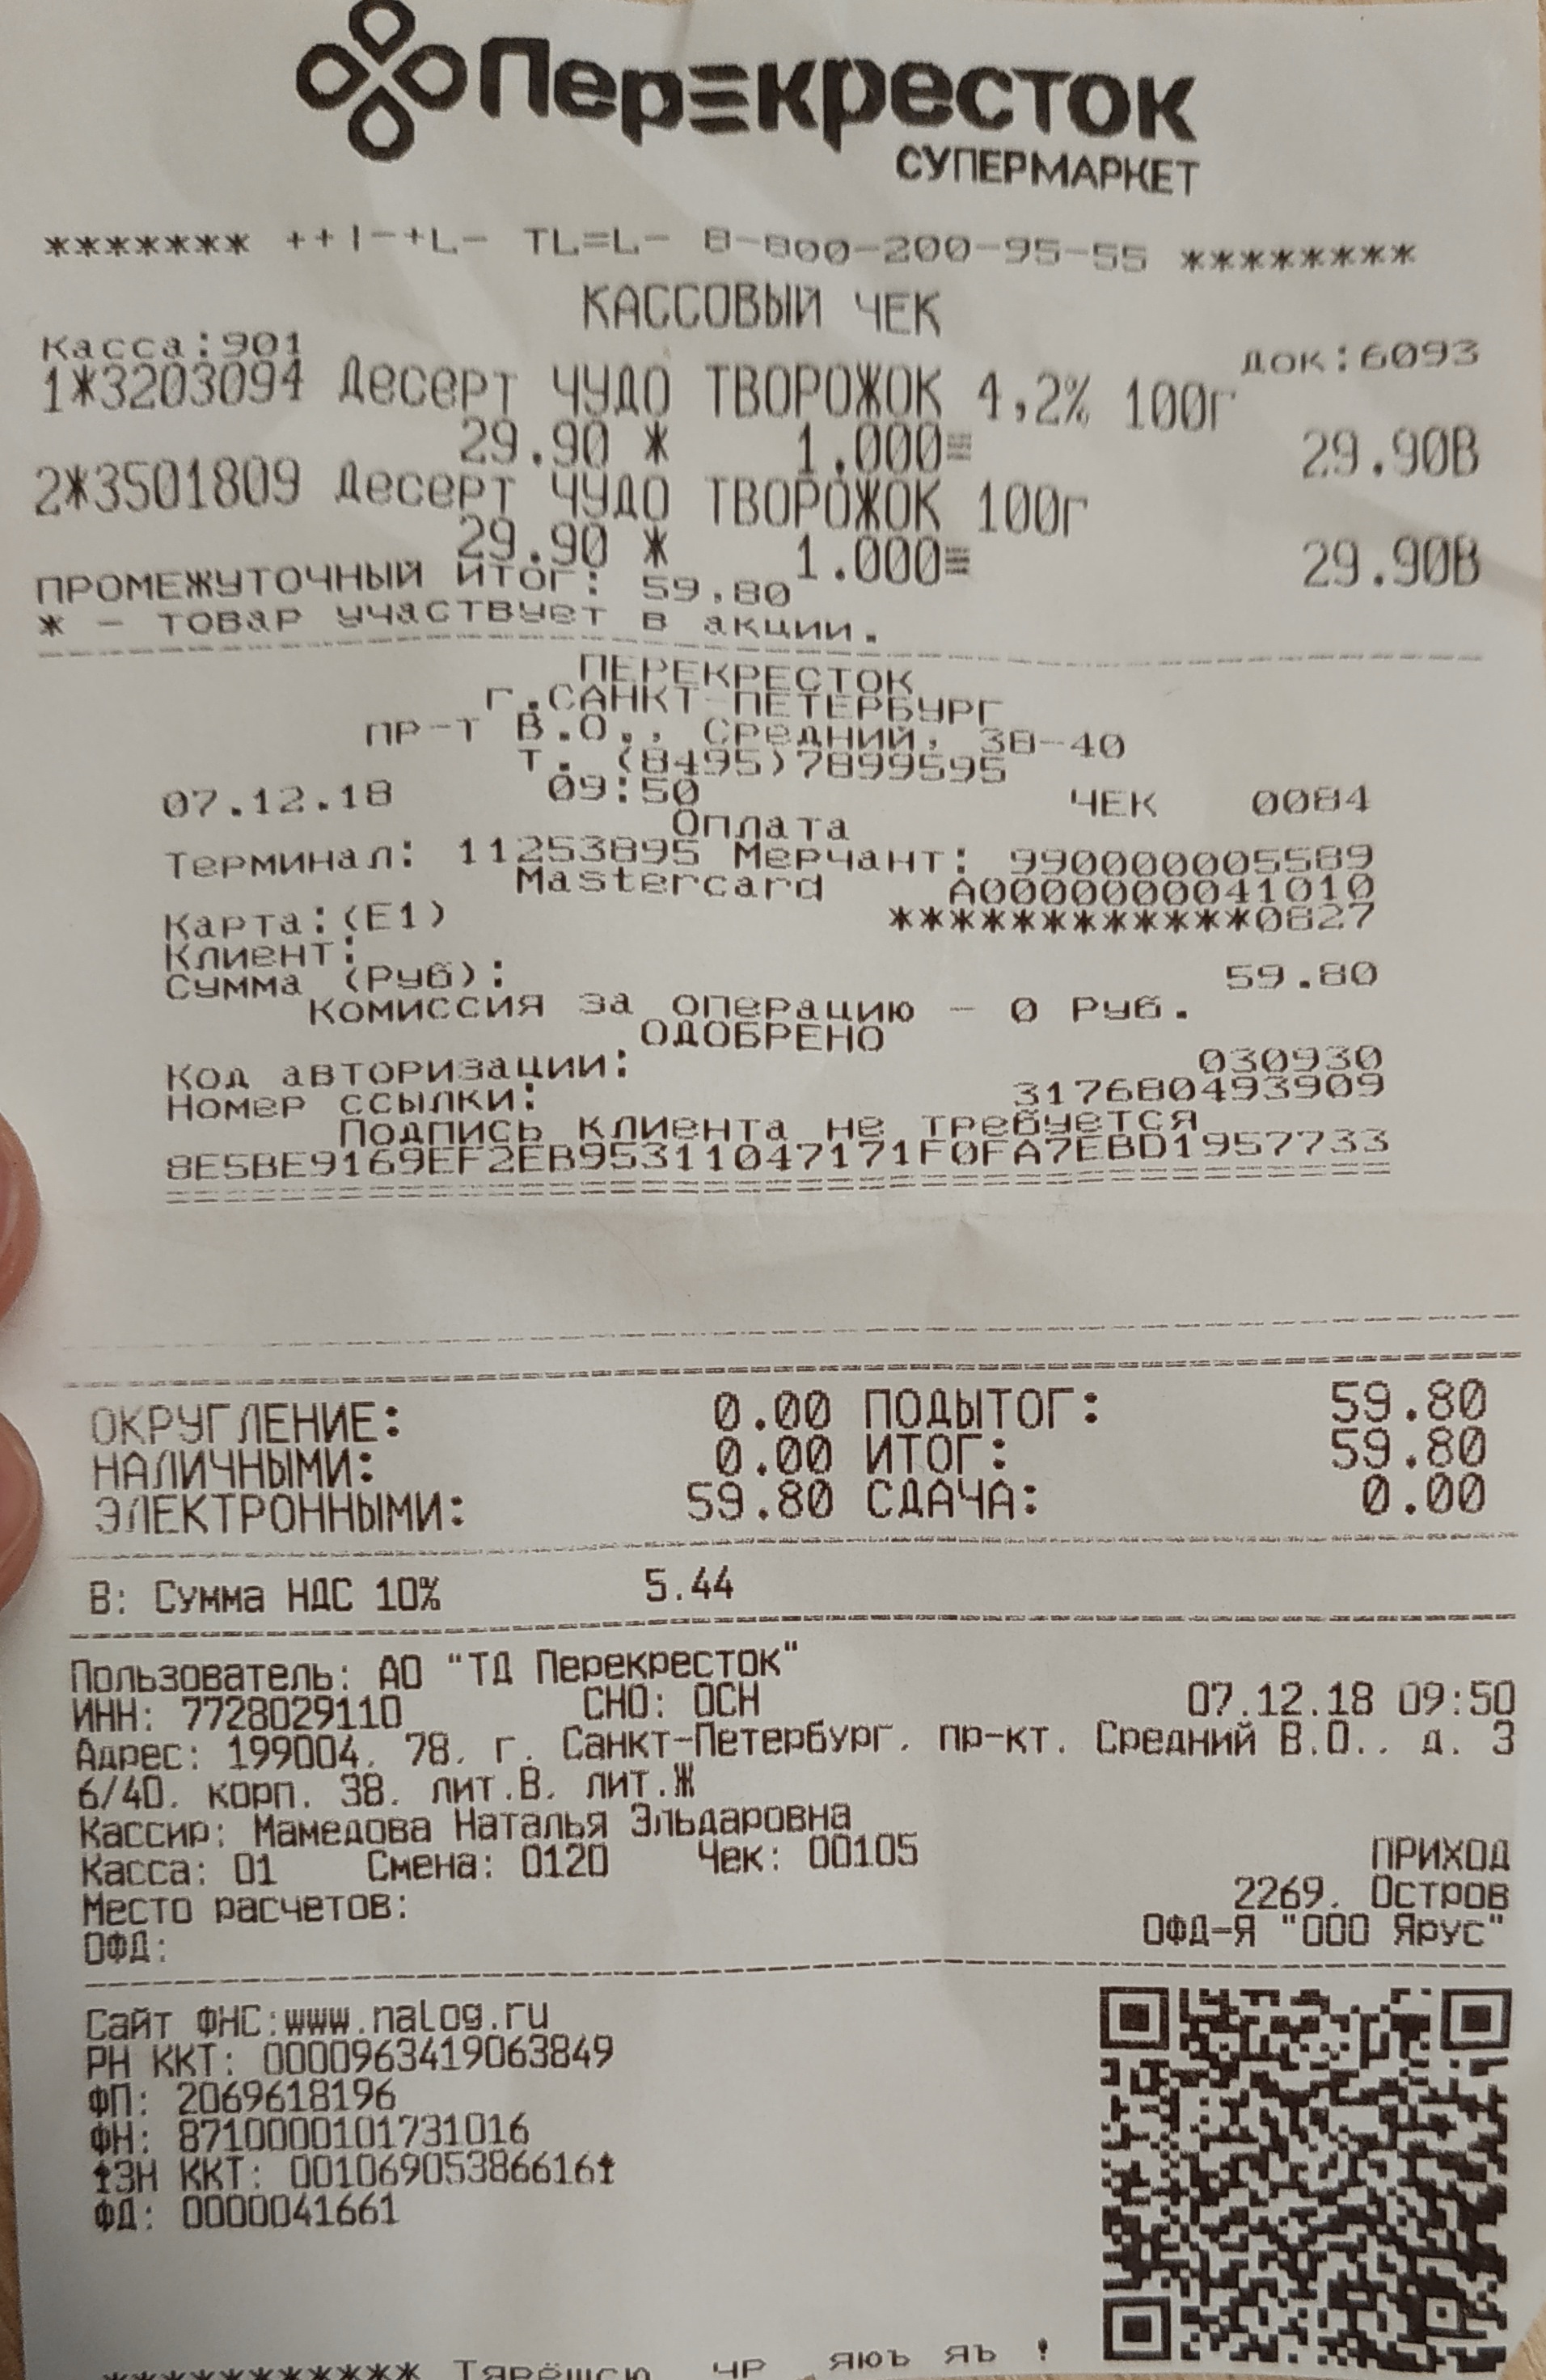 Перекресток
СУПЕРМАРКЕТ
******* ++I-+L- TL=L- 8-800-200-95-55 ********
КАССОВЫЙ ЧЕК
Касса:901 док:6093
1*3203094 Десерт ЧУДО ТВОРОЖОК 4,2% 100г
29.90 * 1.000≡ 29.90В
2*3501809 Десерт ЧУДО ТВОРОЖОК 100г
29.90 * 1.000≡ 29.90В
ПРОМЕЖУТОЧНЫЙ ИТОГ: 59.80
* - товар участвует в акции.
ПЕРЕКРЕСТОК
г.САНКТ-ПЕТЕРБУРГ
пр-т В.О., Средний, 38-40
т. (8495)7899595
07.12.18 09:50 ЧЕК 0084
Оплата
Терминал: 11253895 Мерчант: 990000005589
Mastercard A0000000041010
Карта:(E1) ************0827
Клиент:
Сумма (Руб): 59.80
Комиссия за операцию - 0 Руб.
ОДОБРЕНО
Код авторизации: 030930
Номер ссылки: 317680493909
Подпись клиента не требуется
8E5BE9169EF2EB95311047171F0FA7EBD1957733
ОКРУГЛЕНИЕ: 0.00 ПОДЫТОГ: 59.80
НАЛИЧНЫМИ: 0.00 ИТОГ: 59.80
ЭЛЕКТРОННЫМИ: 59.80 СДАЧА: 0.00
В: Сумма НДС 10% 5.44
Пользователь: АО "ТД Перекресток"
ИНН: 7728029110 СНО: ОСН 07.12.18 09:50
Адрес: 199004, 78, г. Санкт-Петербург, пр-кт. Средний В.О., д. 3
6/40, корп. 38, лит.В, лит.Ж
Кассир: Мамедова Наталья Эльдаровна
Касса: 01 Смена: 0120 Чек: 00105 ПРИХОД
Место расчетов: 2269, Остров
ОФД: ОФД-Я "ООО Ярус"
Сайт ФНС:www.nalog.ru
РН ККТ: 0000963419063849
ФП: 2069618196
ФН: 8710000101731016
↑ЗН ККТ: 00106905386616↑
ФД: 0000041661
*********** Тярёшсю чр яюъ яъ !